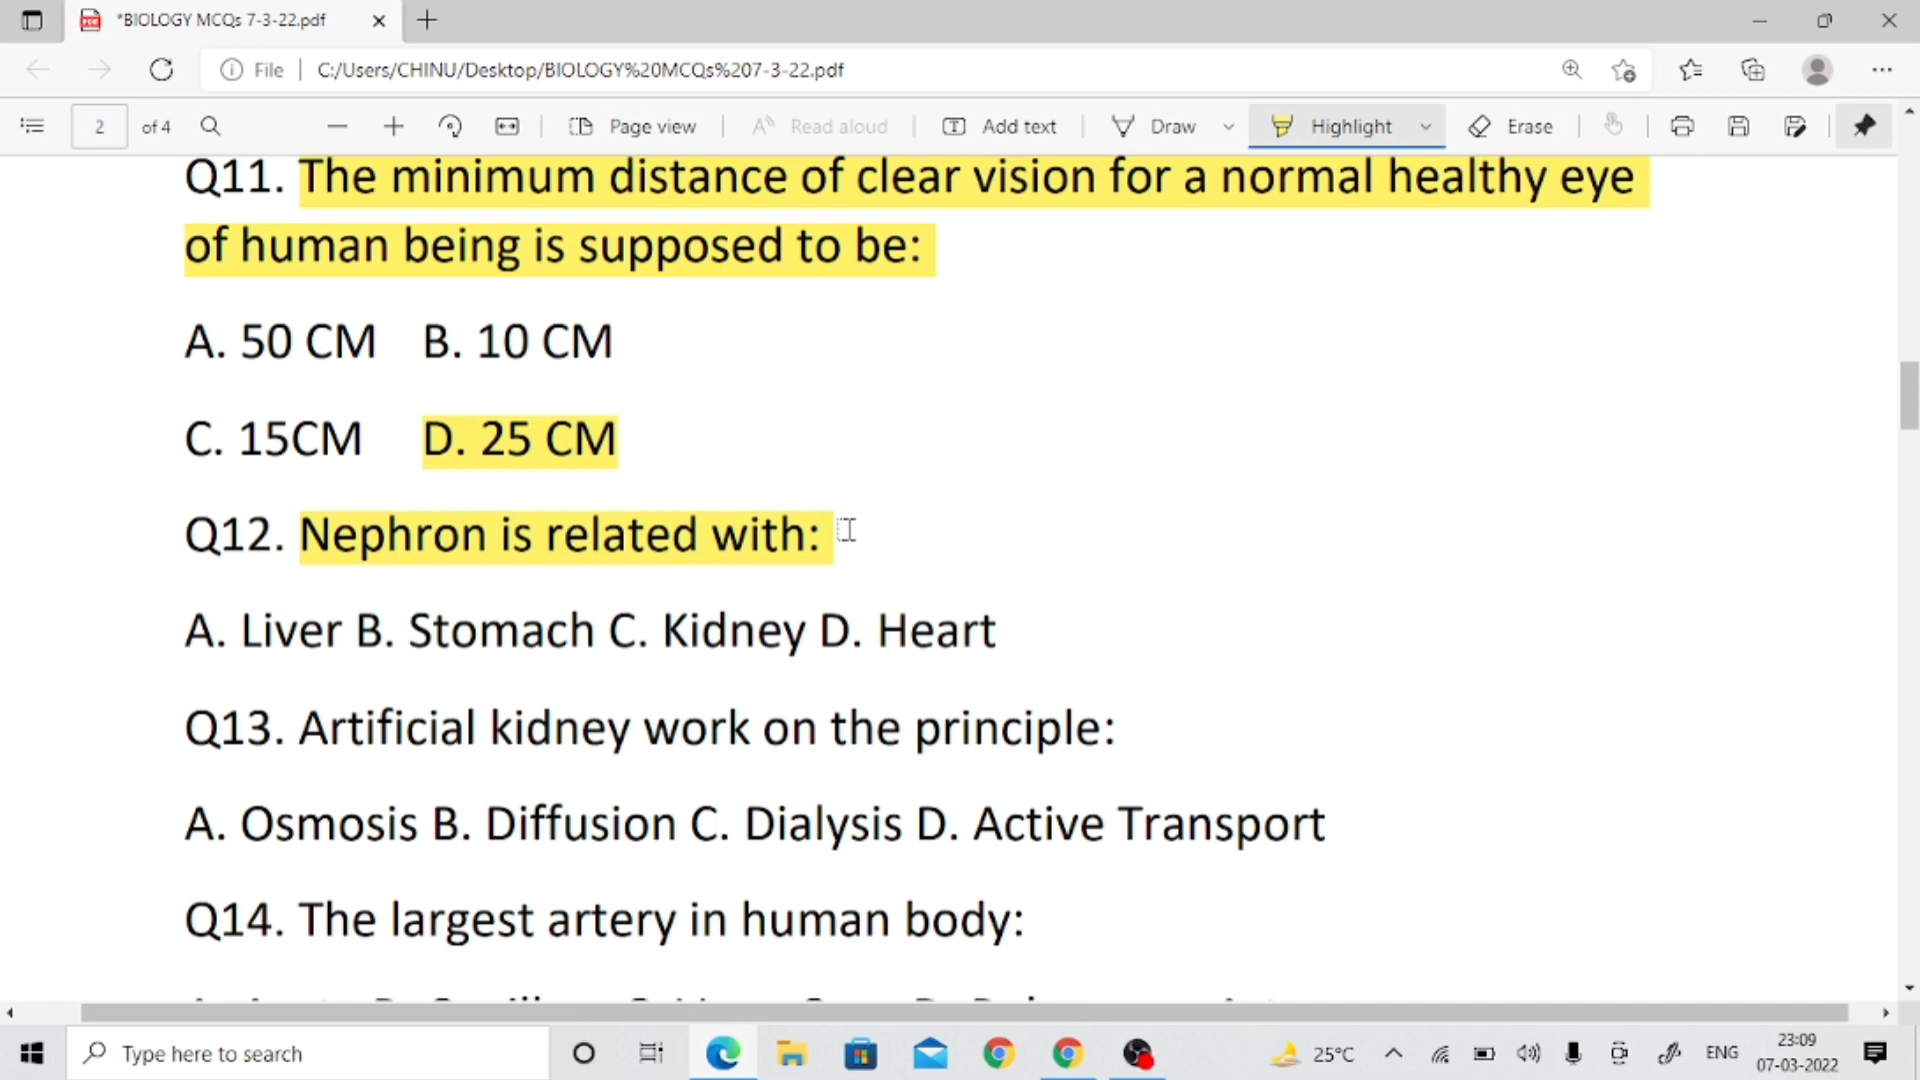 *BIOLOGY MCQs 7-3-22.pdf
File | C:/Users/CHINU/Desktop/BIOLOGY%20MCQs%207-3-22.pdf
2 of 4 Page view Read aloud Add text Draw Highlight Erase
Q11. The minimum distance of clear vision for a normal healthy eye
of human being is supposed to be:
A. 50 CM B. 10 CM
C. 15CM D. 25 CM
Q12. Nephron is related with:
A. Liver B. Stomach C. Kidney D. Heart
Q13. Artificial kidney work on the principle:
A. Osmosis B. Diffusion C. Dialysis D. Active Transport
Q14. The largest artery in human body:
Type here to search
25°C
ENG
23:09
07-03-2022